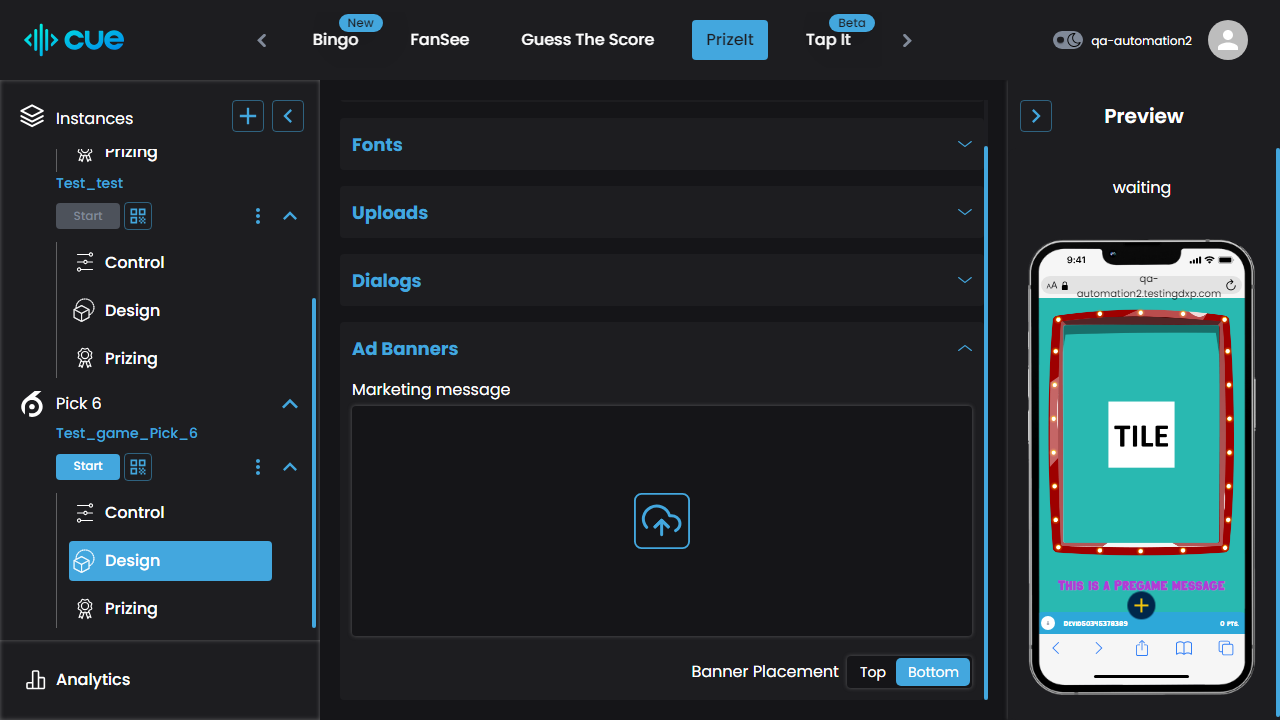 cue
Bingo
New
FanSee
Guess The Score
PrizeIt
Tap It
Beta
qa-automation2
Instances
Prizing
Test_test
Start
Control
Design
Prizing
Pick 6
Test_game_Pick_6
Start
Control
Design
Prizing
Analytics
Fonts
Uploads
Dialogs
Ad Banners
Marketing message
Banner Placement
Top
Bottom
Preview
waiting
9:41
AA
qa-
automation2.testingdxp.com
TILE
This is a Pregame message
0 PTS.